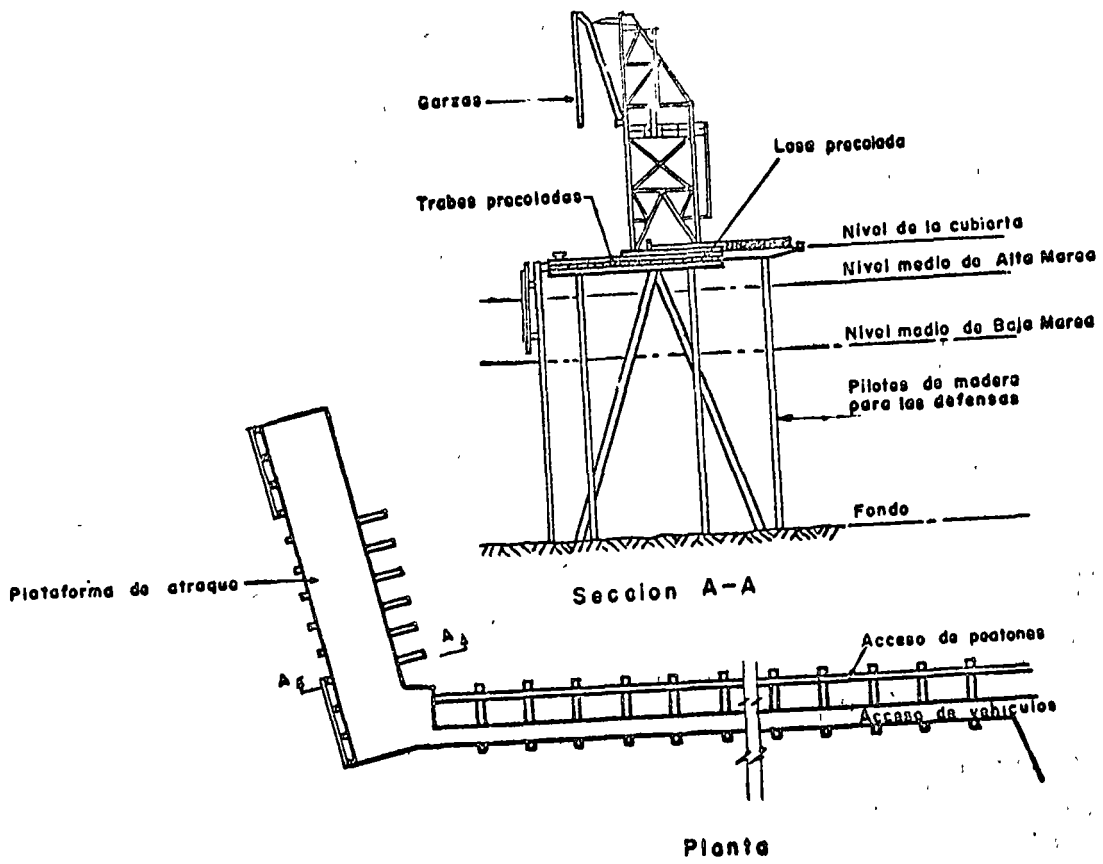 Garzas
Losa precolada
Trabes precoladas
Nivel de la cubierta
Nivel medio de Alta Marea
Nivel medio de Baja Marea
Pilotes de madera
para las defensas
Fondo
Seccion A-A
Plataforma de atraque
A
A
Acceso de peatones
Acceso de vehiculos
Planta